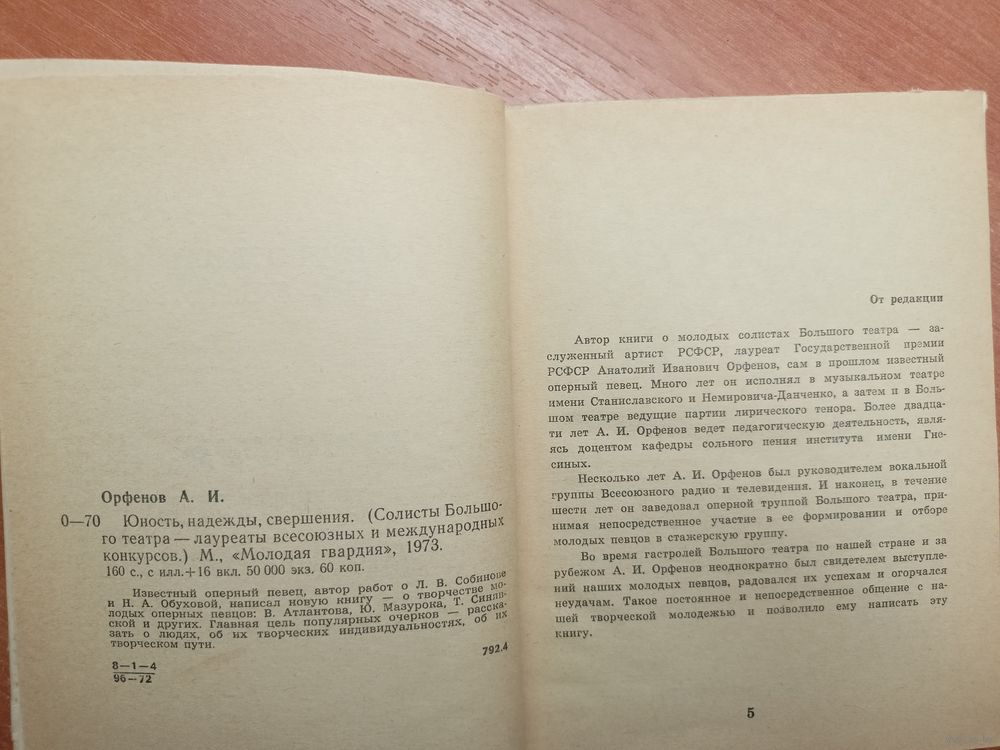 Орфенов А. И.
О—70 Юность, надежды, свершения. (Солисты Большо-
го театра — лауреаты всесоюзных и международных
конкурсов.) М., «Молодая гвардия», 1973.
160 с., с илл.+16 вкл. 50 000 экз. 60 коп.
Известный оперный певец, автор работ о Л. В. Собинове
и Н. А. Обуховой, написал новую книгу — о творчестве мо-
лодых оперных певцов: В. Атлантова, Ю. Мазурока, Т. Синяв-
ской и других. Главная цель популярных очерков — расска-
зать о людях, об их творческих индивидуальностях, об их
творческом пути.
8—1—4
96—72
792.4
От редакции
Автор книги о молодых солистах Большого театра — за-
служенный артист РСФСР, лауреат Государственной премии
РСФСР Анатолий Иванович Орфенов, сам в прошлом известный
оперный певец. Много лет он исполнял в музыкальном театре
имени Станиславского и Немировича-Данченко, а затем и в Боль-
шом театре ведущие партии лирического тенора. Более двадца-
ти лет А. И. Орфенов ведет педагогическую деятельность, явля-
ясь доцентом кафедры сольного пения института имени Гне-
синых.
Несколько лет А. И. Орфенов был руководителем вокальной
группы Всесоюзного радио и телевидения. И наконец, в течение
шести лет он заведовал оперной труппой Большого театра, при-
нимая непосредственное участие в ее формировании и отборе
молодых певцов в стажерскую группу.
Во время гастролей Большого театра по нашей стране и за
рубежом А. И. Орфенов неоднократно был свидетелем выступле-
ний наших молодых певцов, радовался их успехам и огорчался
неудачам. Такое постоянное и непосредственное общение с на-
шей творческой молодежью и позволило ему написать эту
книгу.
5